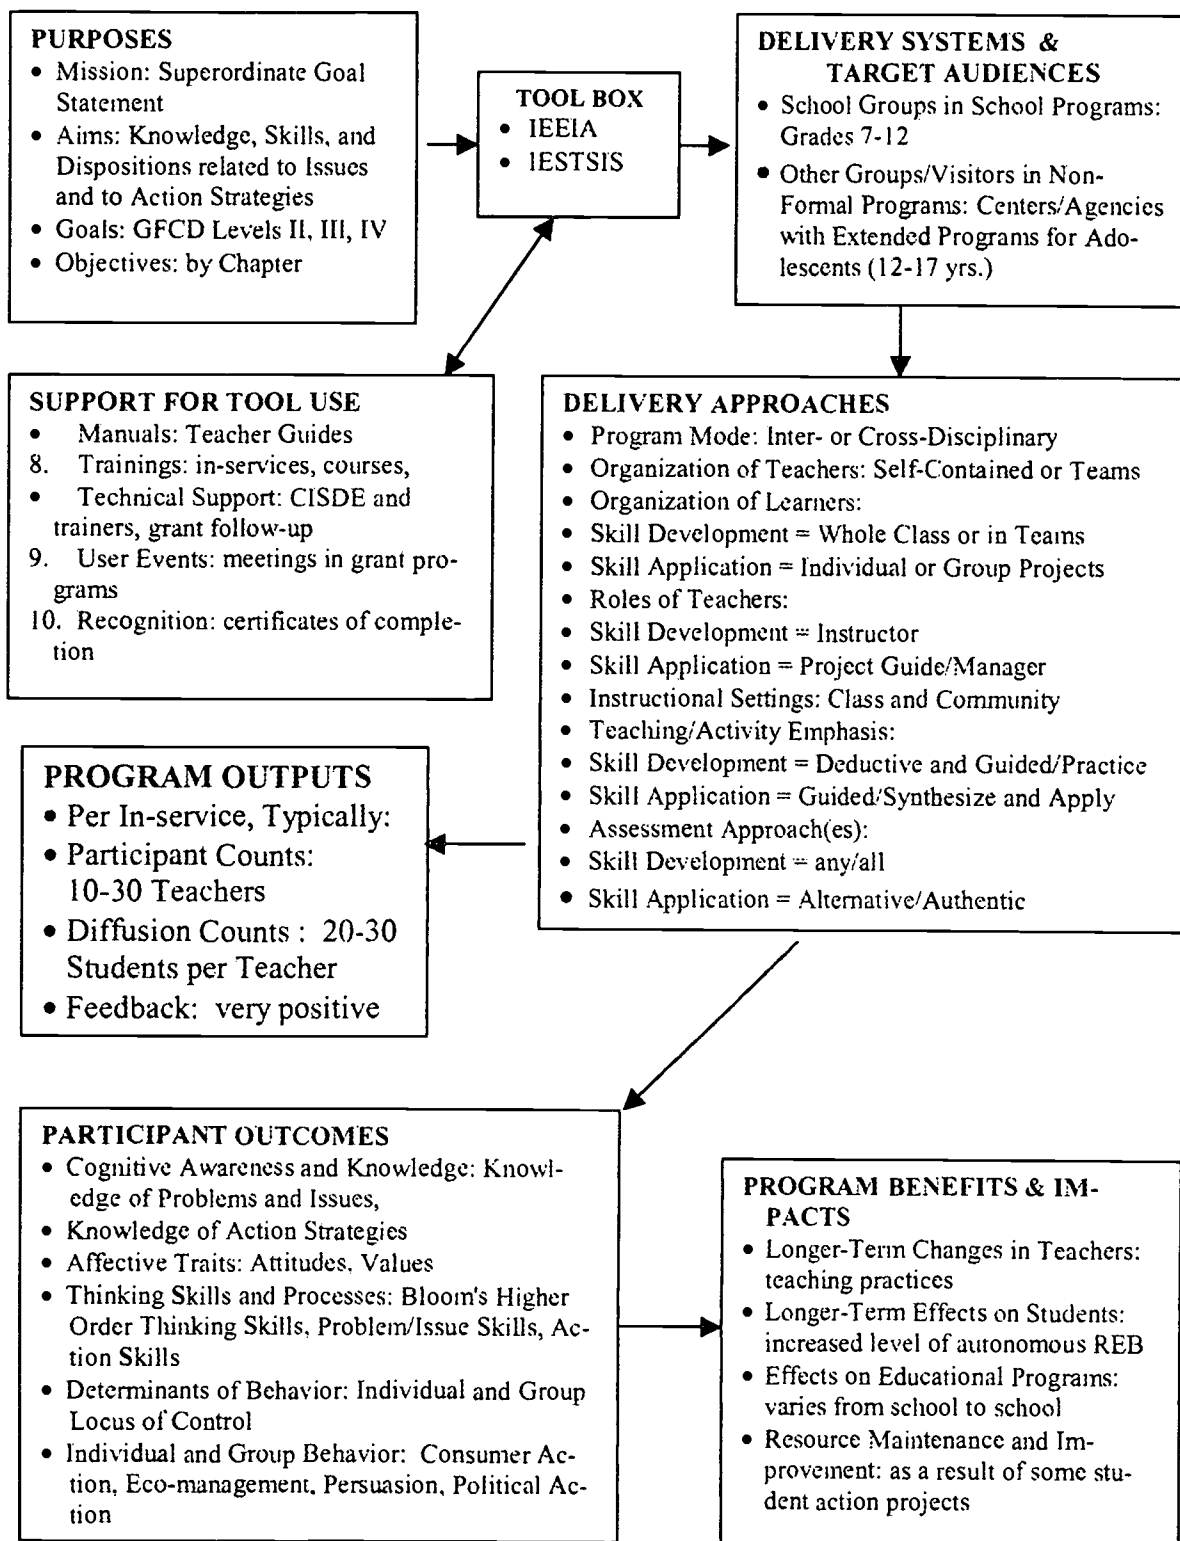 PURPOSES
• Mission: Superordinate Goal
Statement
• Aims: Knowledge, Skills, and
Dispositions related to Issues
and to Action Strategies
• Goals: GFCD Levels II, III, IV
• Objectives: by Chapter
TOOL BOX
• IEEIA
• IESTSIS
DELIVERY SYSTEMS &
TARGET AUDIENCES
• School Groups in School Programs:
Grades 7-12
• Other Groups/Visitors in Non-
Formal Programs: Centers/Agencies
with Extended Programs for Ado-
lescents (12-17 yrs.)
SUPPORT FOR TOOL USE
• Manuals: Teacher Guides
8. Trainings: in-services, courses,
• Technical Support: CISDE and
trainers, grant follow-up
9. User Events: meetings in grant pro-
grams
10. Recognition: certificates of comple-
tion
DELIVERY APPROACHES
• Program Mode: Inter- or Cross-Disciplinary
• Organization of Teachers: Self-Contained or Teams
• Organization of Learners:
• Skill Development = Whole Class or in Teams
• Skill Application = Individual or Group Projects
• Roles of Teachers:
• Skill Development = Instructor
• Skill Application = Project Guide/Manager
• Instructional Settings: Class and Community
• Teaching/Activity Emphasis:
• Skill Development = Deductive and Guided/Practice
• Skill Application = Guided/Synthesize and Apply
• Assessment Approach(es):
• Skill Development = any/all
• Skill Application = Alternative/Authentic
PROGRAM OUTPUTS
• Per In-service, Typically:
• Participant Counts:
10-30 Teachers
• Diffusion Counts : 20-30
Students per Teacher
• Feedback: very positive
PARTICIPANT OUTCOMES
• Cognitive Awareness and Knowledge: Knowl-
edge of Problems and Issues,
• Knowledge of Action Strategies
• Affective Traits: Attitudes, Values
• Thinking Skills and Processes: Bloom's Higher
Order Thinking Skills, Problem/Issue Skills, Ac-
tion Skills
• Determinants of Behavior: Individual and Group
Locus of Control
• Individual and Group Behavior: Consumer Ac-
tion, Eco-management, Persuasion, Political Ac-
tion
PROGRAM BENEFITS & IM-
PACTS
• Longer-Term Changes in Teachers:
teaching practices
• Longer-Term Effects on Students:
increased level of autonomous REB
• Effects on Educational Programs:
varies from school to school
• Resource Maintenance and Im-
provement: as a result of some stu-
dent action projects